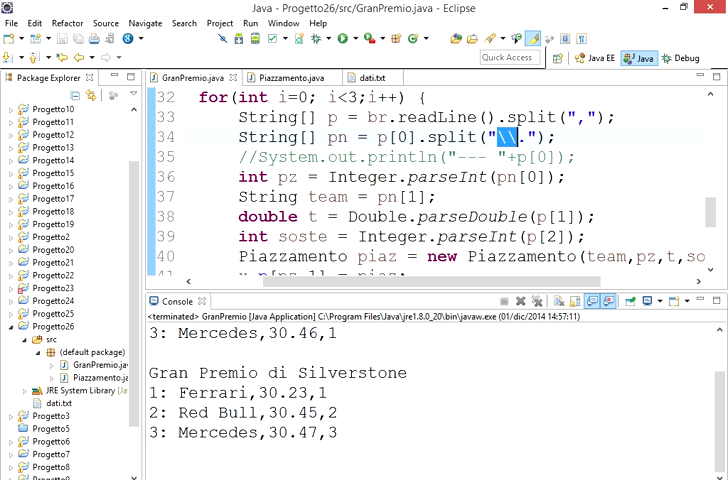 Java - Progetto26/src/GranPremio.java - Eclipse
File Edit Source Refactor Navigate Search Project Run Window Help
Quick Access
Java EE
Java
Debug
Package Explorer
Progetto10
Progetto11
Progetto12
Progetto13
Progetto14
Progetto15
Progetto16
Progetto17
Progetto18
Progetto19
Progetto2
Progetto20
Progetto21
Progetto22
Progetto23
Progetto24
Progetto25
Progetto26
src
(default package)
GranPremio.jav
Piazzamento.ja
JRE System Library [Java
dati.txt
Progetto3
Progetto5
Progetto6
Progetto7
Progetto8
GranPremio.java
Piazzamento.java
dati.txt
32 for(int i=0; i<3;i++) {
33 String[] p = br.readLine().split(",");
34 String[] pn = p[0].split("\\.");
35 //System.out.println("--- "+p[0]);
36 int pz = Integer.parseInt(pn[0]);
37 String team = pn[1];
38 double t = Double.parseDouble(p[1]);
39 int soste = Integer.parseInt(p[2]);
40 Piazzamento piaz = new Piazzamento(team,pz,t,so
Console
<terminated> GranPremio [Java Application] C:\Program Files\Java\jre1.8.0_20\bin\javaw.exe (01/dic/2014 14:57:11)
3: Mercedes,30.46,1
Gran Premio di Silverstone
1: Ferrari,30.23,1
2: Red Bull,30.45,2
3: Mercedes,30.47,3